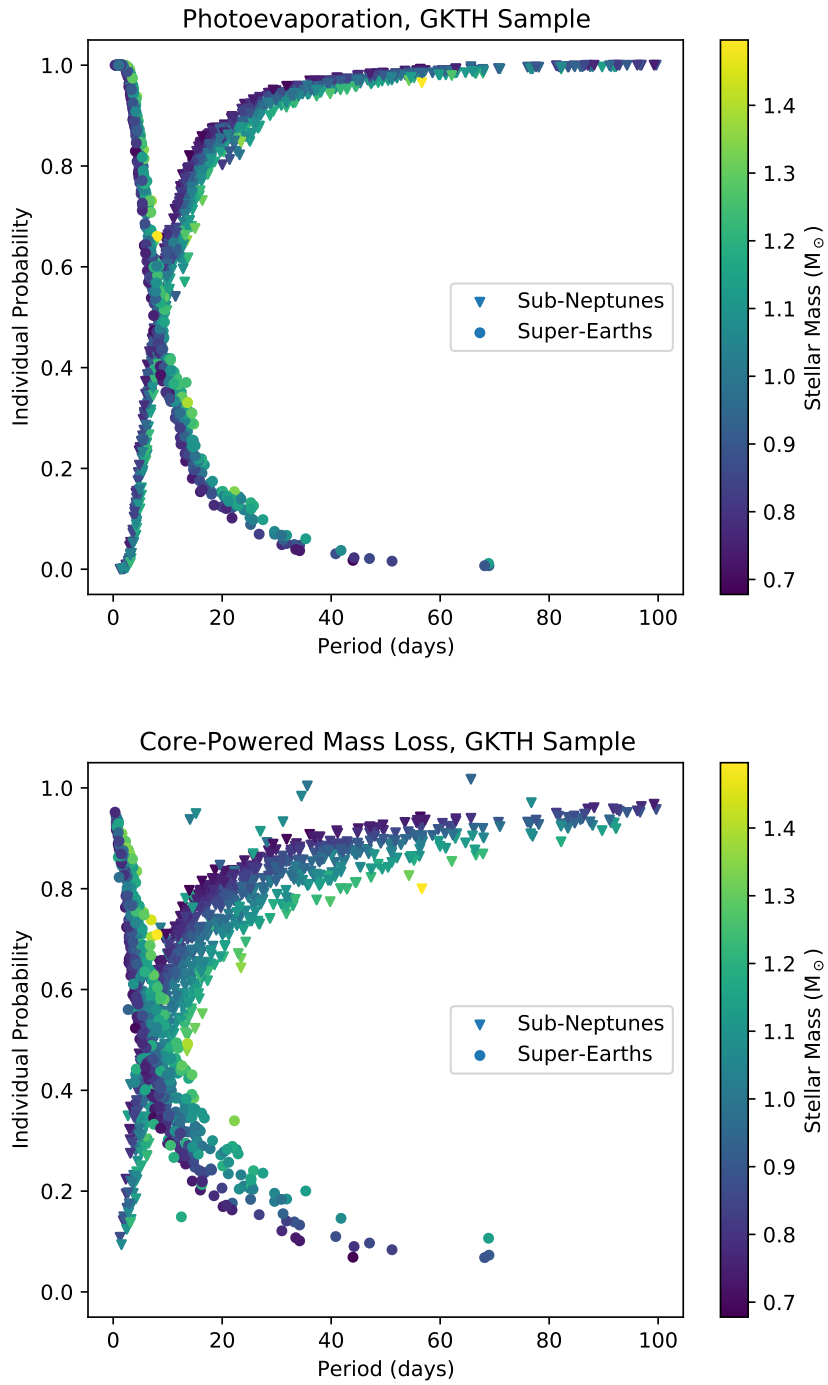 Photoevaporation, GKTH Sample
1.0
0.8
0.6
0.4
0.2
0.0
Individual Probability
0 20 40 60 80 100
Period (days)
Sub-Neptunes
Super-Earths
1.4
1.3
1.2
1.1
1.0
0.9
0.8
0.7
Stellar Mass (M⊙)
Core-Powered Mass Loss, GKTH Sample
1.0
0.8
0.6
0.4
0.2
0.0
Individual Probability
0 20 40 60 80 100
Period (days)
Sub-Neptunes
Super-Earths
1.4
1.3
1.2
1.1
1.0
0.9
0.8
0.7
Stellar Mass (M⊙)